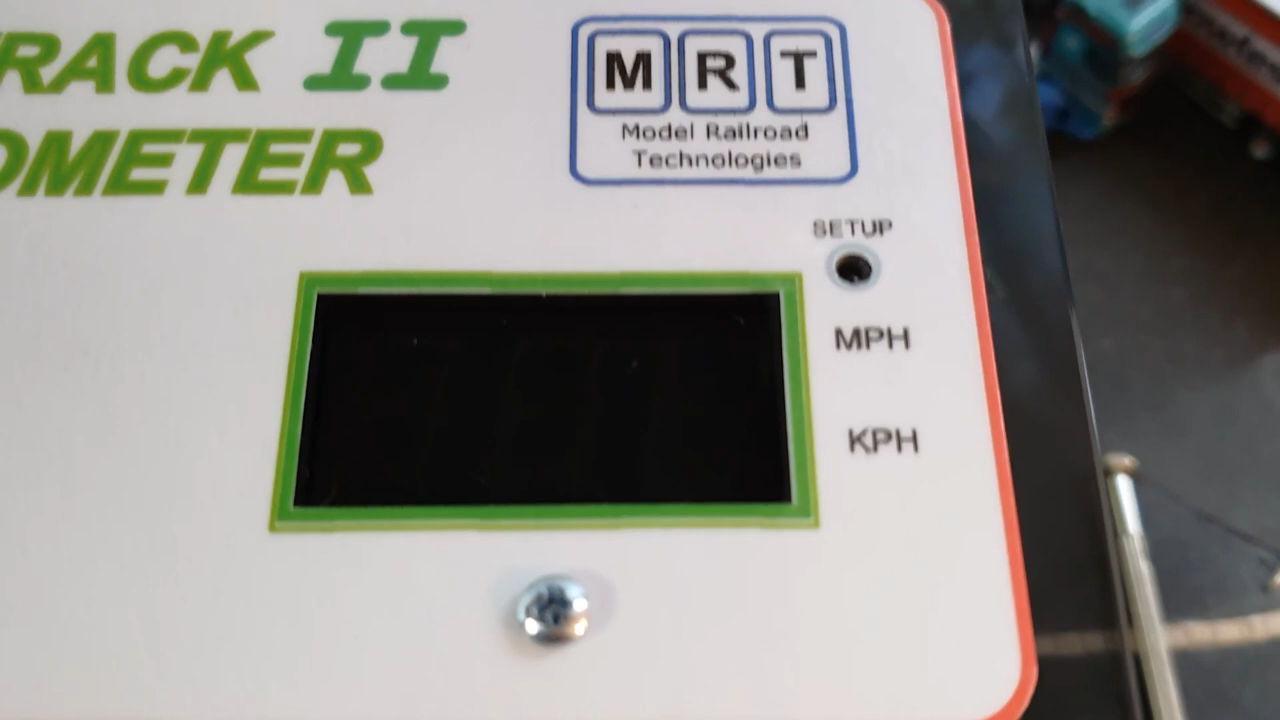 RACK II
OMETER
MRT
Model Railroad
Technologies
SETUP
MPH
KPH